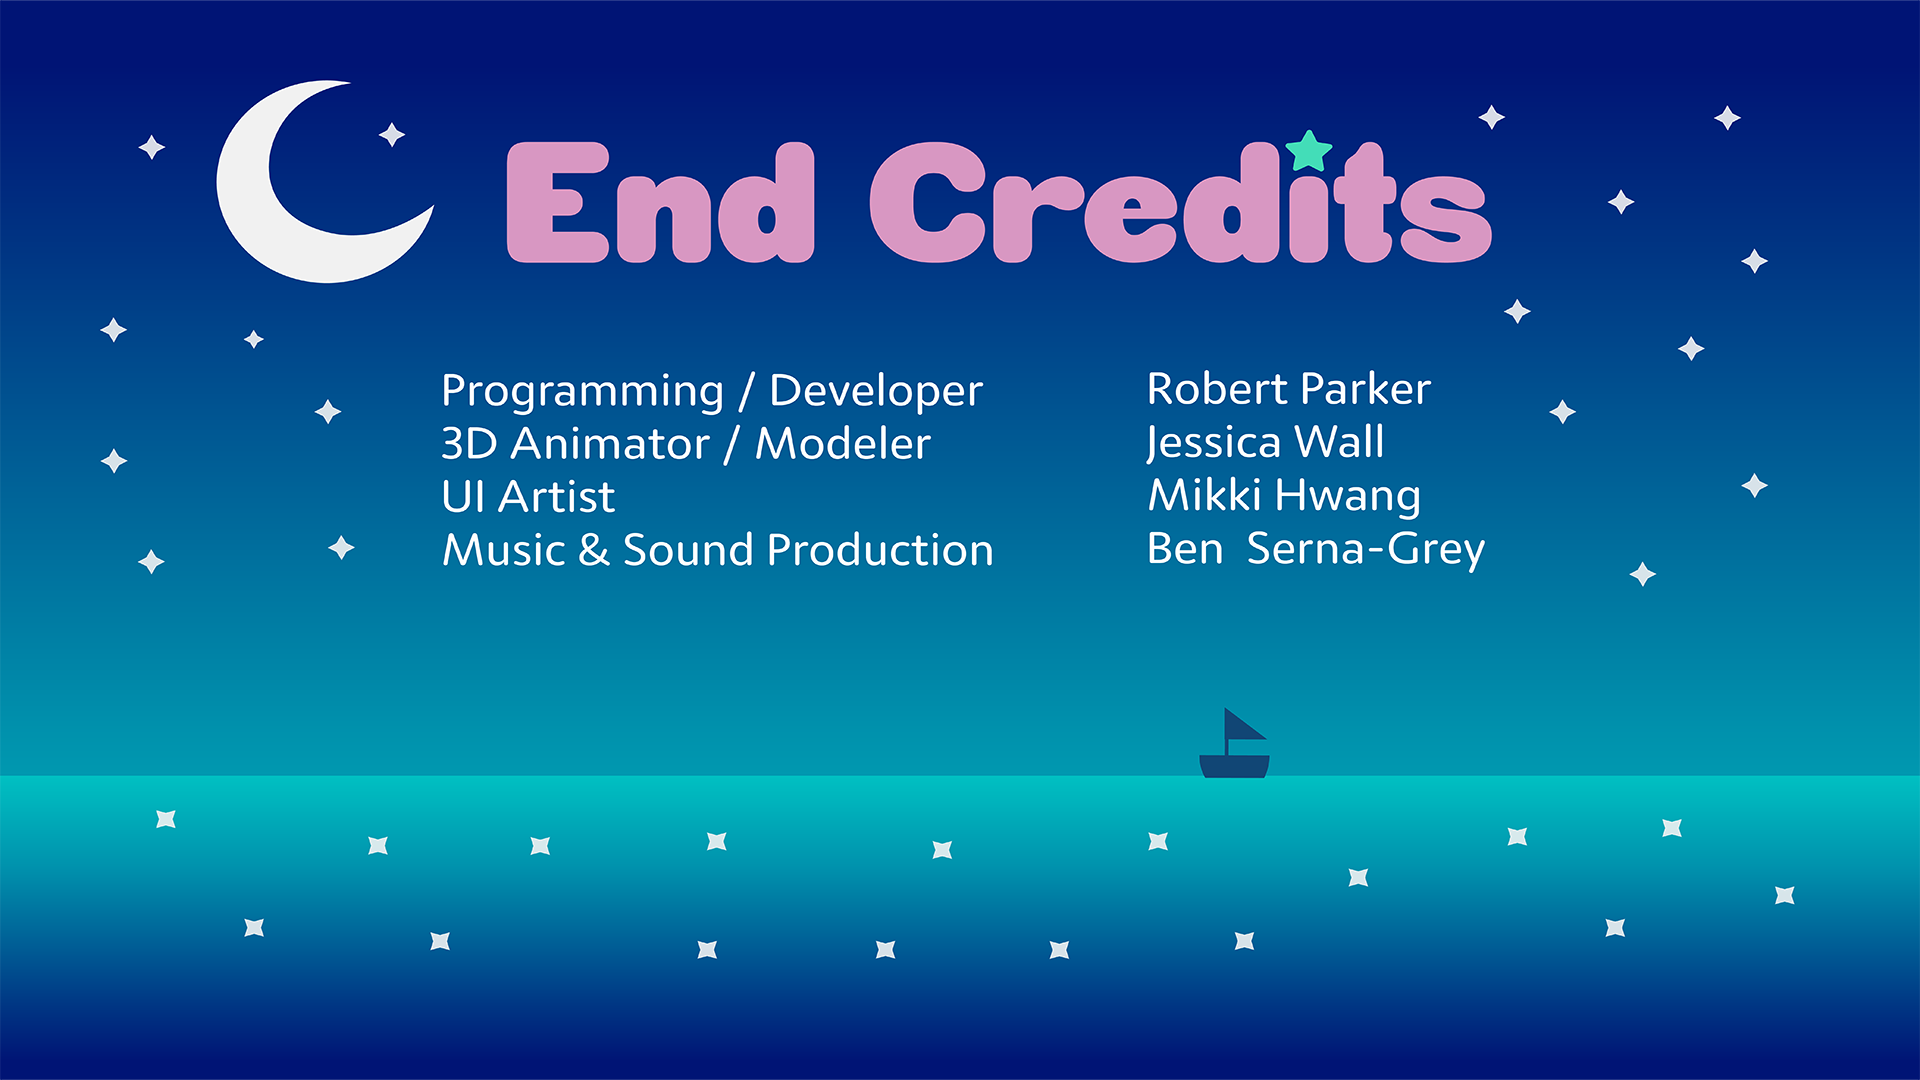 End Credits
Programming / Developer Robert Parker
3D Animator / Modeler Jessica Wall
UI Artist Mikki Hwang
Music & Sound Production Ben  Serna-Grey